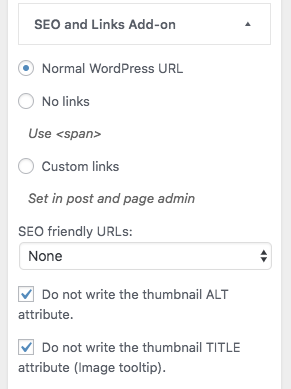 SEO and Links Add-on
Normal WordPress URL
No links
Use <span>
Custom links
Set in post and page admin
SEO friendly URLs:
None
Do not write the thumbnail ALT
attribute.
Do not write the thumbnail TITLE
attribute (Image tooltip).